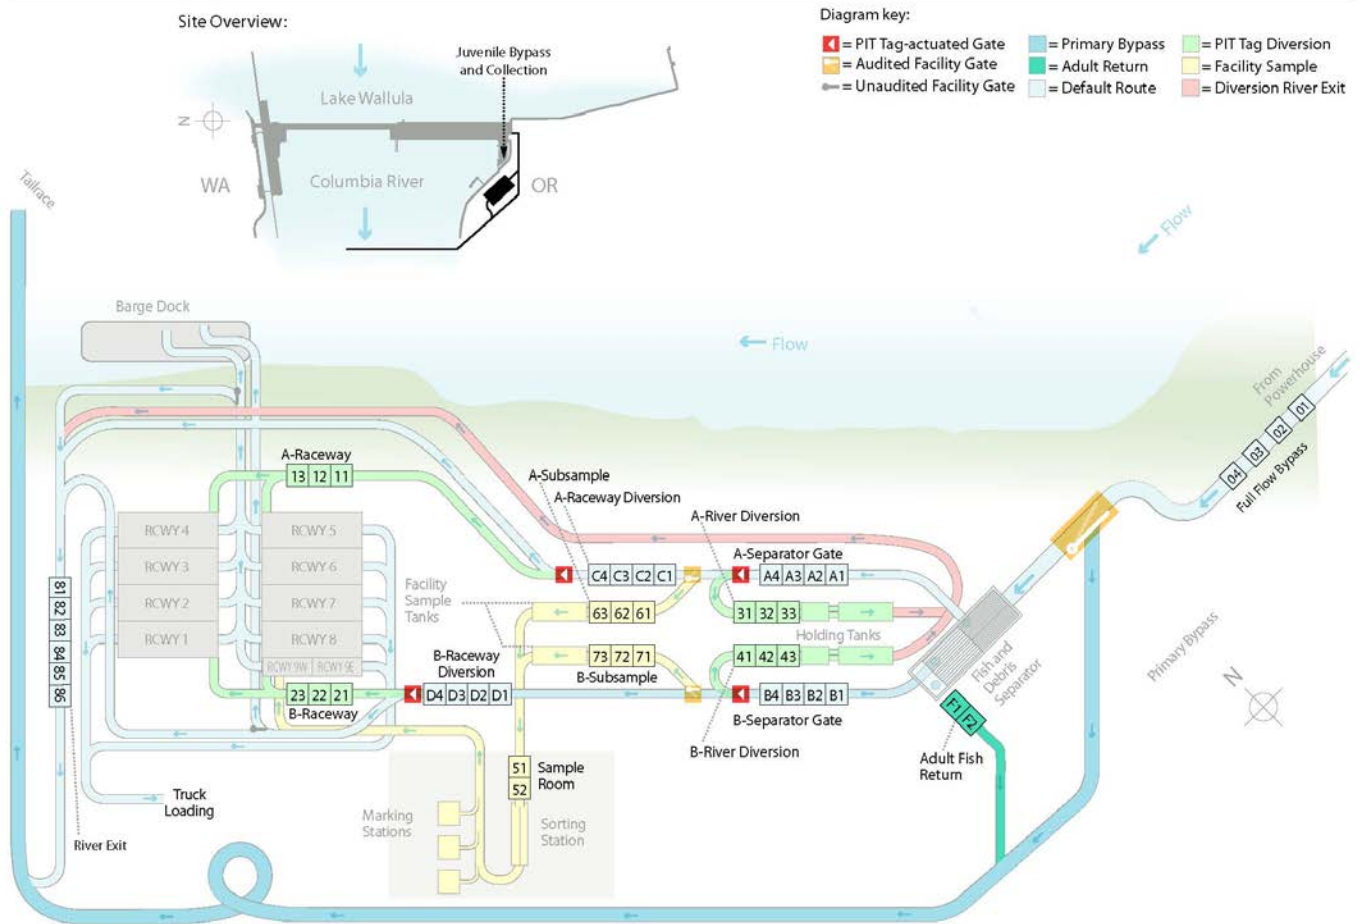 Site Overview:
Juvenile Bypass
and Collection
Lake Wallula
N
WA
Columbia River
OR
Diagram key:
= PIT Tag-actuated Gate
= Audited Facility Gate
= Unaudited Facility Gate
= Primary Bypass
= Adult Return
= Default Route
= PIT Tag Diversion
= Facility Sample
= Diversion River Exit
Tailrace
Flow
Barge Dock
Flow
From
Powerhouse
01
02
03
04
Full Flow Bypass
A-Raceway
13 12 11
A-Subsample
A-Raceway Diversion
A-River Diversion
A-Separator Gate
C4 C3 C2 C1
A4 A3 A2 A1
RCWY 4
RCWY 5
RCWY 3
RCWY 6
RCWY 2
RCWY 7
RCWY 1
RCWY 8
RCWY 9W
RCWY 9E
Facility
Sample
Tanks
63 62 61
31 32 33
Holding Tanks
73 72 71
41 42 43
B-Raceway
Diversion
B-Subsample
D4 D3 D2 D1
B4 B3 B2 B1
B-Separator Gate
B-River Diversion
23 22 21
B-Raceway
81
82
83
84
85
86
Fish and
Debris
Separator
F1 F2
Adult Fish
Return
Primary Bypass
N
51
52
Sample
Room
Truck
Loading
Marking
Stations
Sorting
Station
River Exit